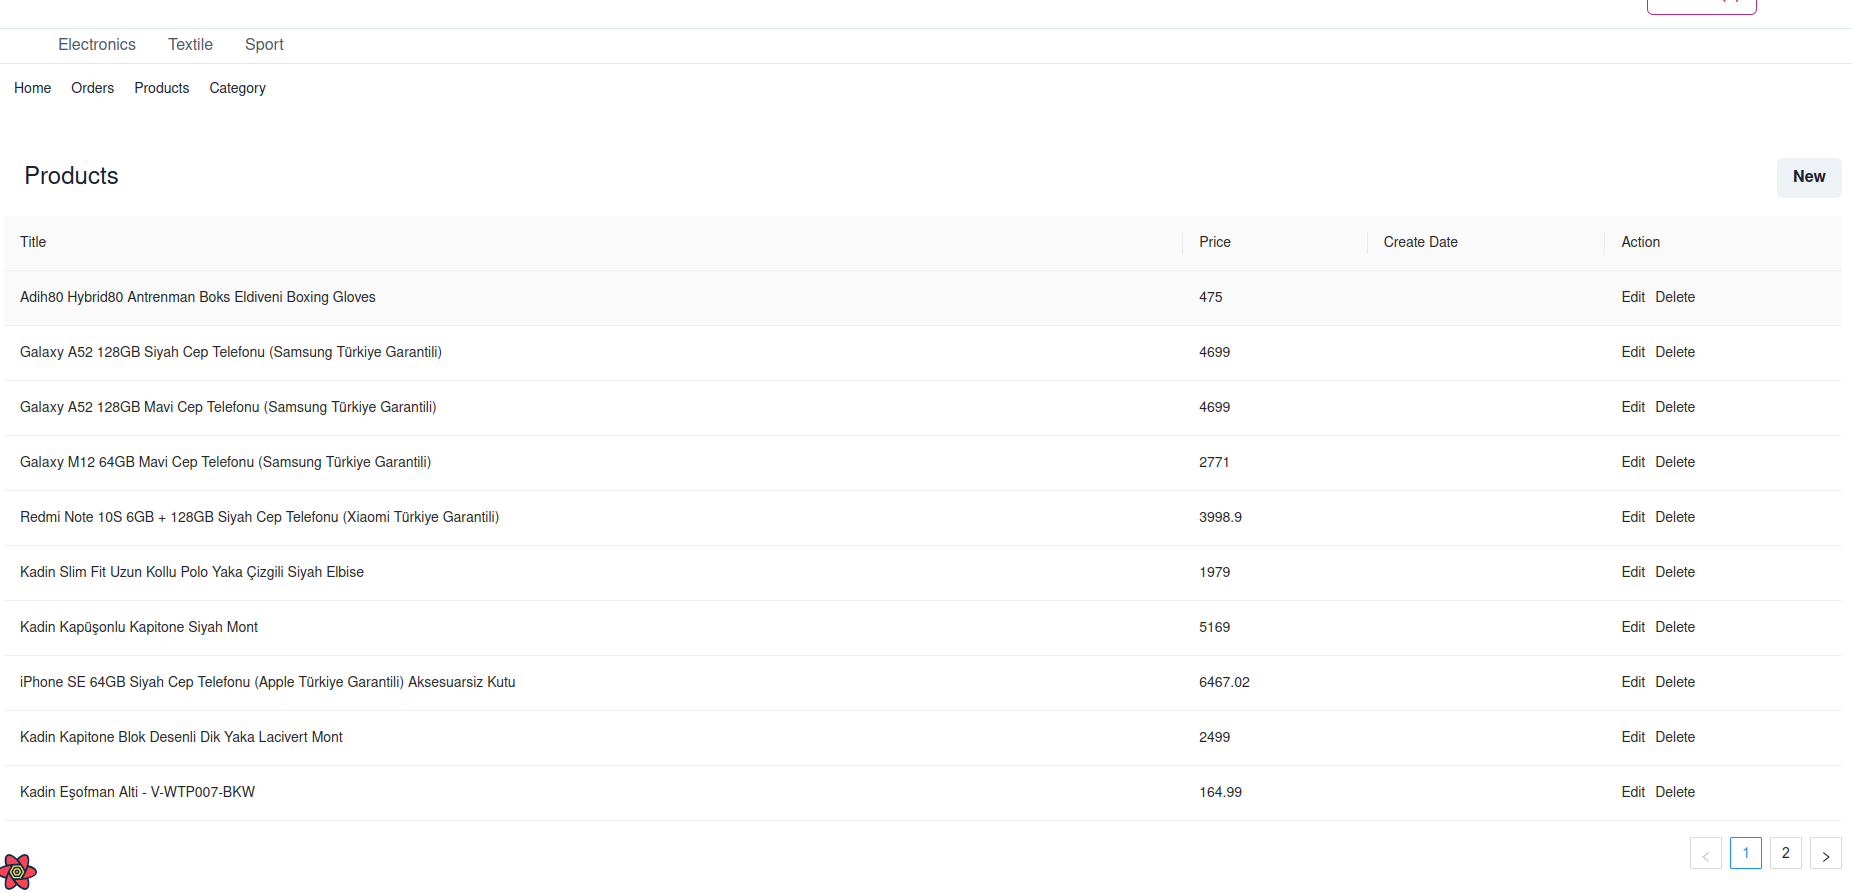 Electronics Textile Sport
Home Orders Products Category
Products New
Title Price Create Date Action
Adih80 Hybrid80 Antrenman Boks Eldiveni Boxing Gloves 475 Edit Delete
Galaxy A52 128GB Siyah Cep Telefonu (Samsung Türkiye Garantili) 4699 Edit Delete
Galaxy A52 128GB Mavi Cep Telefonu (Samsung Türkiye Garantili) 4699 Edit Delete
Galaxy M12 64GB Mavi Cep Telefonu (Samsung Türkiye Garantili) 2771 Edit Delete
Redmi Note 10S 6GB + 128GB Siyah Cep Telefonu (Xiaomi Türkiye Garantili) 3998.9 Edit Delete
Kadin Slim Fit Uzun Kollu Polo Yaka Çizgili Siyah Elbise 1979 Edit Delete
Kadin Kapüşonlu Kapitone Siyah Mont 5169 Edit Delete
iPhone SE 64GB Siyah Cep Telefonu (Apple Türkiye Garantili) Aksesuarsiz Kutu 6467.02 Edit Delete
Kadin Kapitone Blok Desenli Dik Yaka Lacivert Mont 2499 Edit Delete
Kadin Eşofman Alti - V-WTP007-BKW 164.99 Edit Delete
< 1 2 >